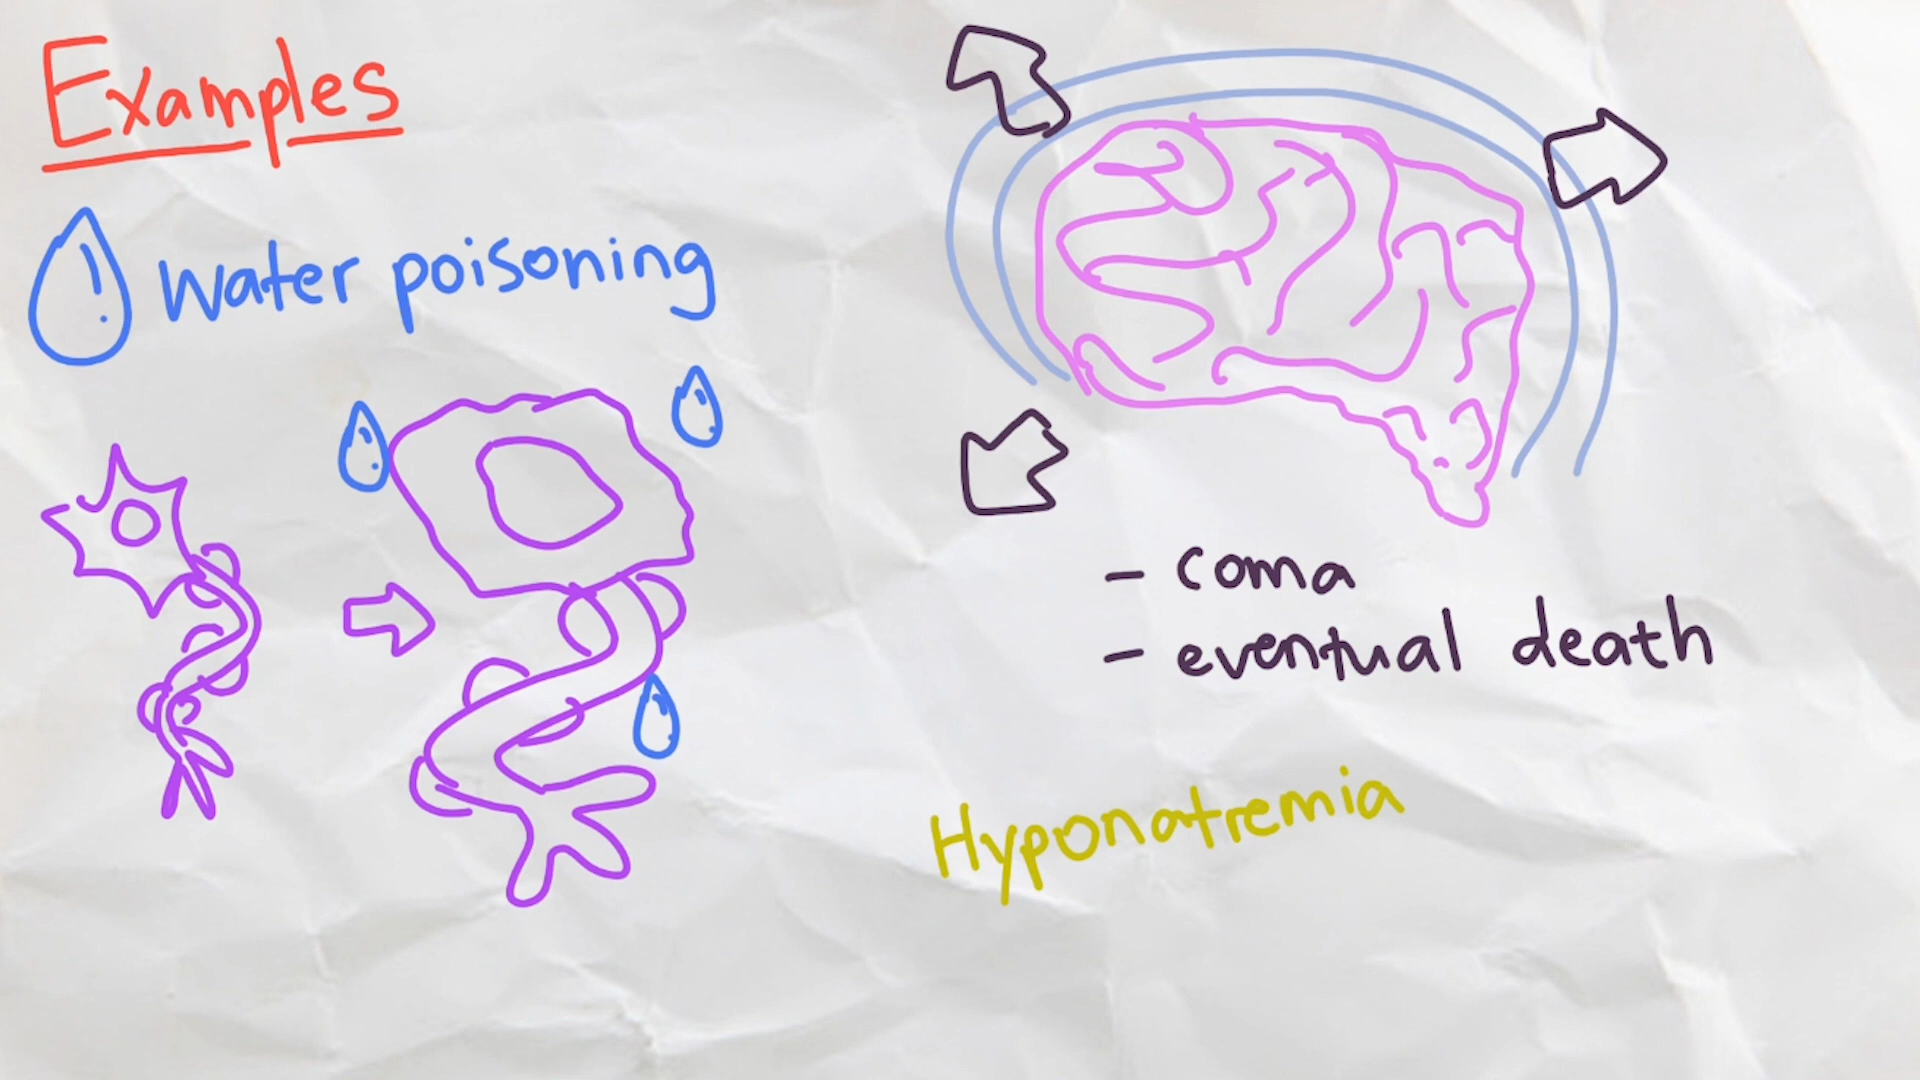 Examples
water poisoning
- coma
- eventual death
Hyponatremia